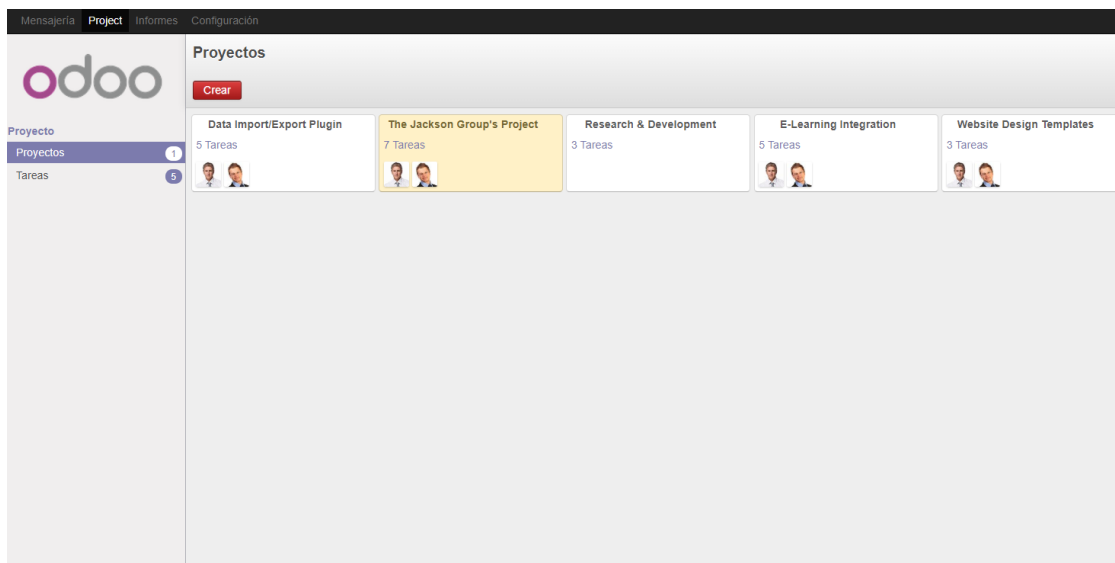 Mensajería Project Informes Configuración
odoo
Proyecto
Proyectos 1
Tareas 5
Proyectos
Crear
Data Import/Export Plugin
5 Tareas
The Jackson Group's Project
7 Tareas
Research & Development
3 Tareas
E-Learning Integration
5 Tareas
Website Design Templates
3 Tareas